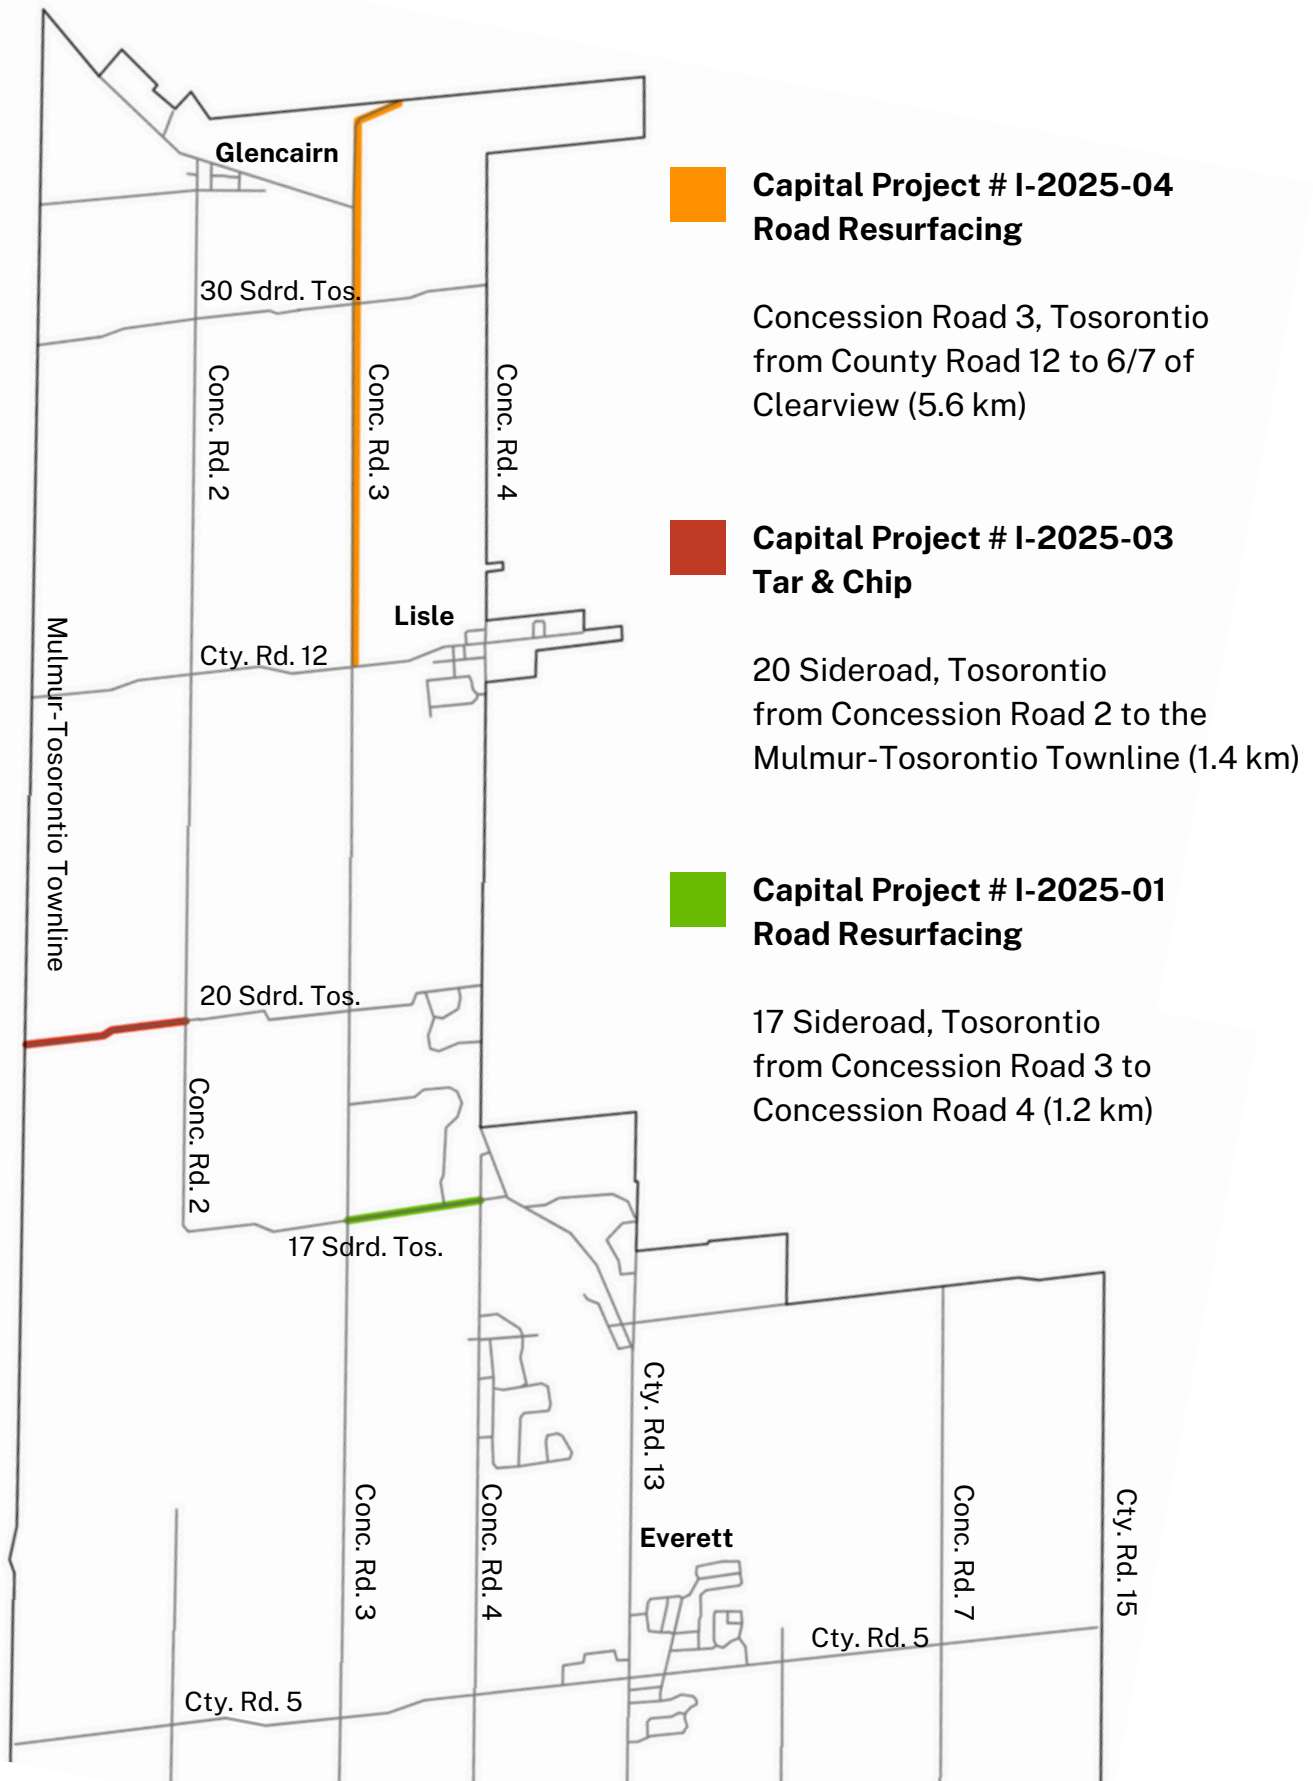 Glencairn
30 Sdrd. Tos.
Conc. Rd. 2
Conc. Rd. 3
Conc. Rd. 4
Lisle
Cty. Rd. 12
Mulmur-Tosorontio Townline
20 Sdrd. Tos.
Conc. Rd. 2
17 Sdrd. Tos.
Cty. Rd. 13
Conc. Rd. 3
Conc. Rd. 4
Everett
Conc. Rd. 7
Cty. Rd. 15
Cty. Rd. 5
Cty. Rd. 5
Capital Project # I-2025-04
Road Resurfacing
Concession Road 3, Tosorontio
from County Road 12 to 6/7 of
Clearview (5.6 km)
Capital Project # I-2025-03
Tar & Chip
20 Sideroad, Tosorontio
from Concession Road 2 to the
Mulmur-Tosorontio Townline (1.4 km)
Capital Project # I-2025-01
Road Resurfacing
17 Sideroad, Tosorontio
from Concession Road 3 to
Concession Road 4 (1.2 km)